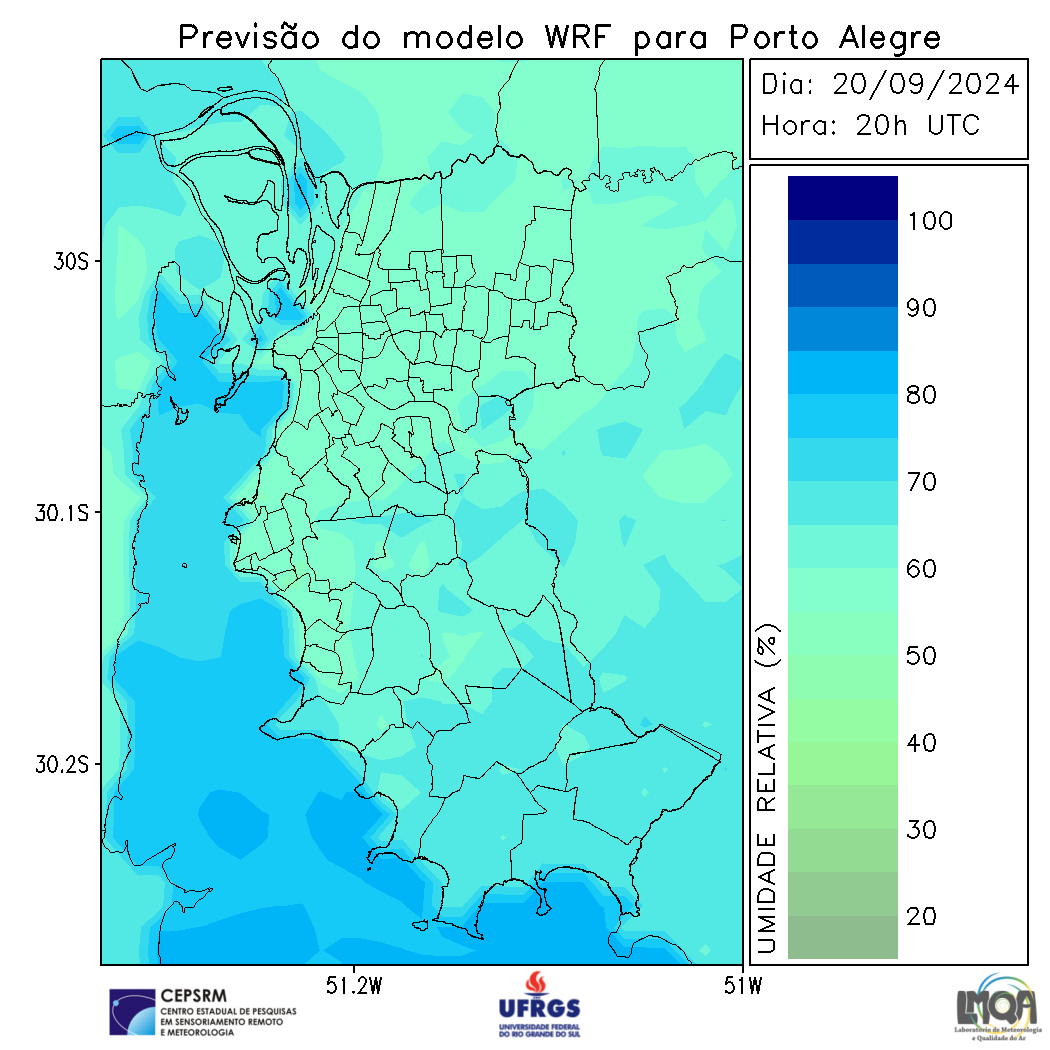 Previsão do modelo WRF para Porto Alegre
Dia: 20/09/2024
Hora: 20h UTC
30S
30.1S
30.2S
51.2W
51W
100
90
80
70
60
50
40
30
20
UMIDADE RELATIVA (%)
CEPSRM
CENTRO ESTADUAL DE PESQUISAS
EM SENSORIAMENTO REMOTO
E METEOROLOGIA
UFRGS
UNIVERSIDADE FEDERAL
DO RIO GRANDE DO SUL
LMQA
Laboratório de Meteorologia
e Qualidade do Ar